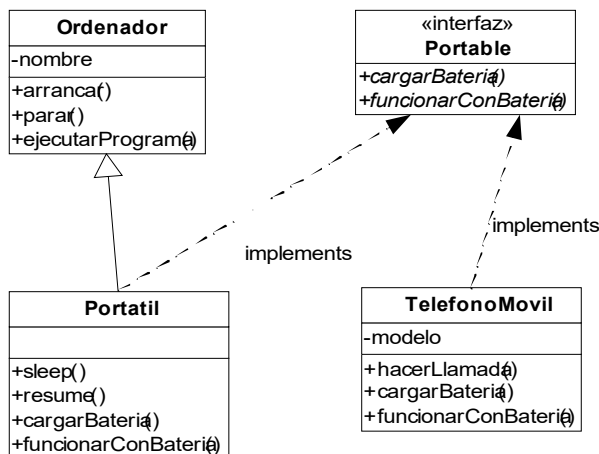 Ordenador
-nombre
+arrancar()
+parar()
+ejecutarPrograma()
«interfaz»
Portable
+cargarBateria()
+funcionarConBateria()
implements
implements
Portatil
+sleep()
+resume()
+cargarBateria()
+funcionarConBateria()
TelefonoMovil
-modelo
+hacerLlamada()
+cargarBateria()
+funcionarConBateria()